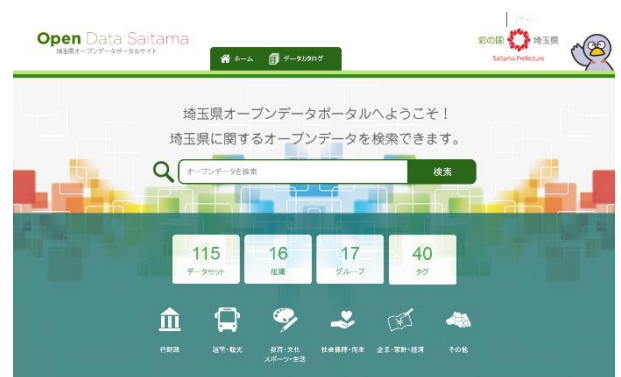 Open Data Saitama
埼玉県オープンデータポータルサイト
ホーム
データカタログ
彩の国 埼玉県
Saitama Prefecture
埼玉県オープンデータポータルへようこそ！
埼玉県に関するオープンデータを検索できます。
オープンデータを検索
検索
115
データセット
16
組織
17
グループ
40
タグ
行財政
運輸・観光
教育・文化
スポーツ・生活
社会保障・衛生
企業・家計・経済
その他